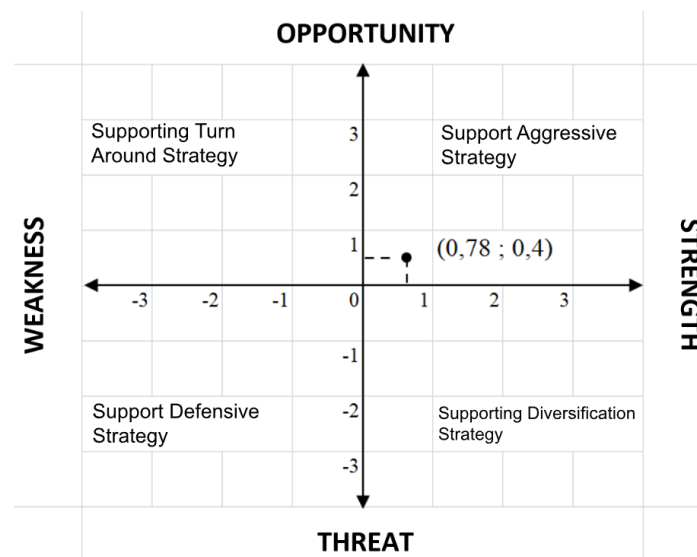 OPPORTUNITY
Supporting Turn
Around Strategy
3
Support Aggressive
Strategy
2
1
(0,78 ; 0,4)
WEAKNESS
STRENGTH
-3
-2
-1
0
1
2
3
-1
Support Defensive
Strategy
-2
Supporting Diversification
Strategy
-3
THREAT